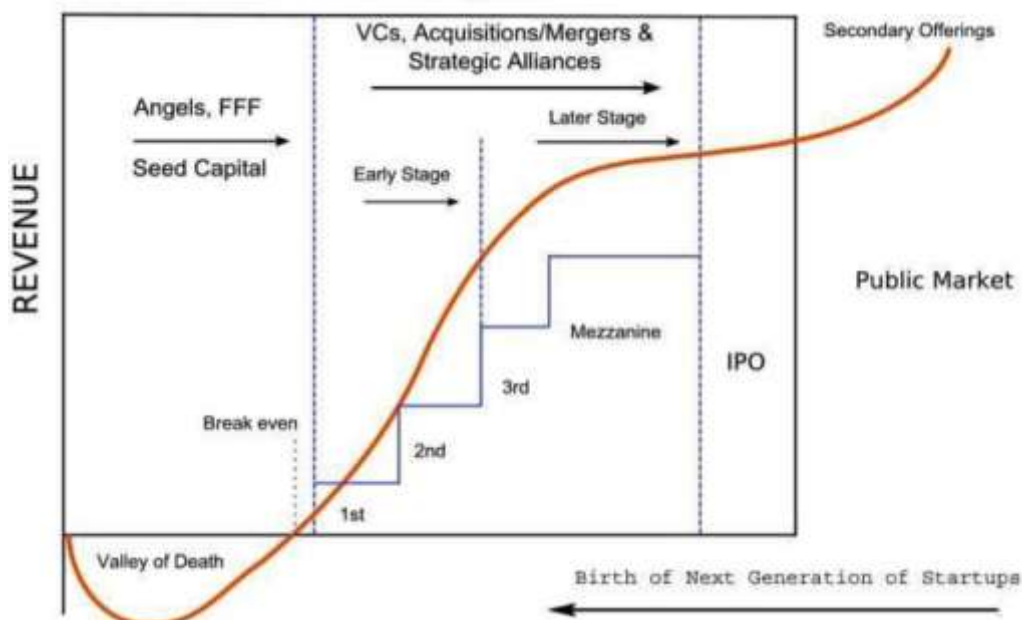 VCs, Acquisitions/Mergers &
Strategic Alliances
Secondary Offerings
Angels, FFF
Seed Capital
Later Stage
Early Stage
REVENUE
Public Market
Mezzanine
IPO
3rd
Break even
2nd
1st
Valley of Death
Birth of Next Generation of Startups